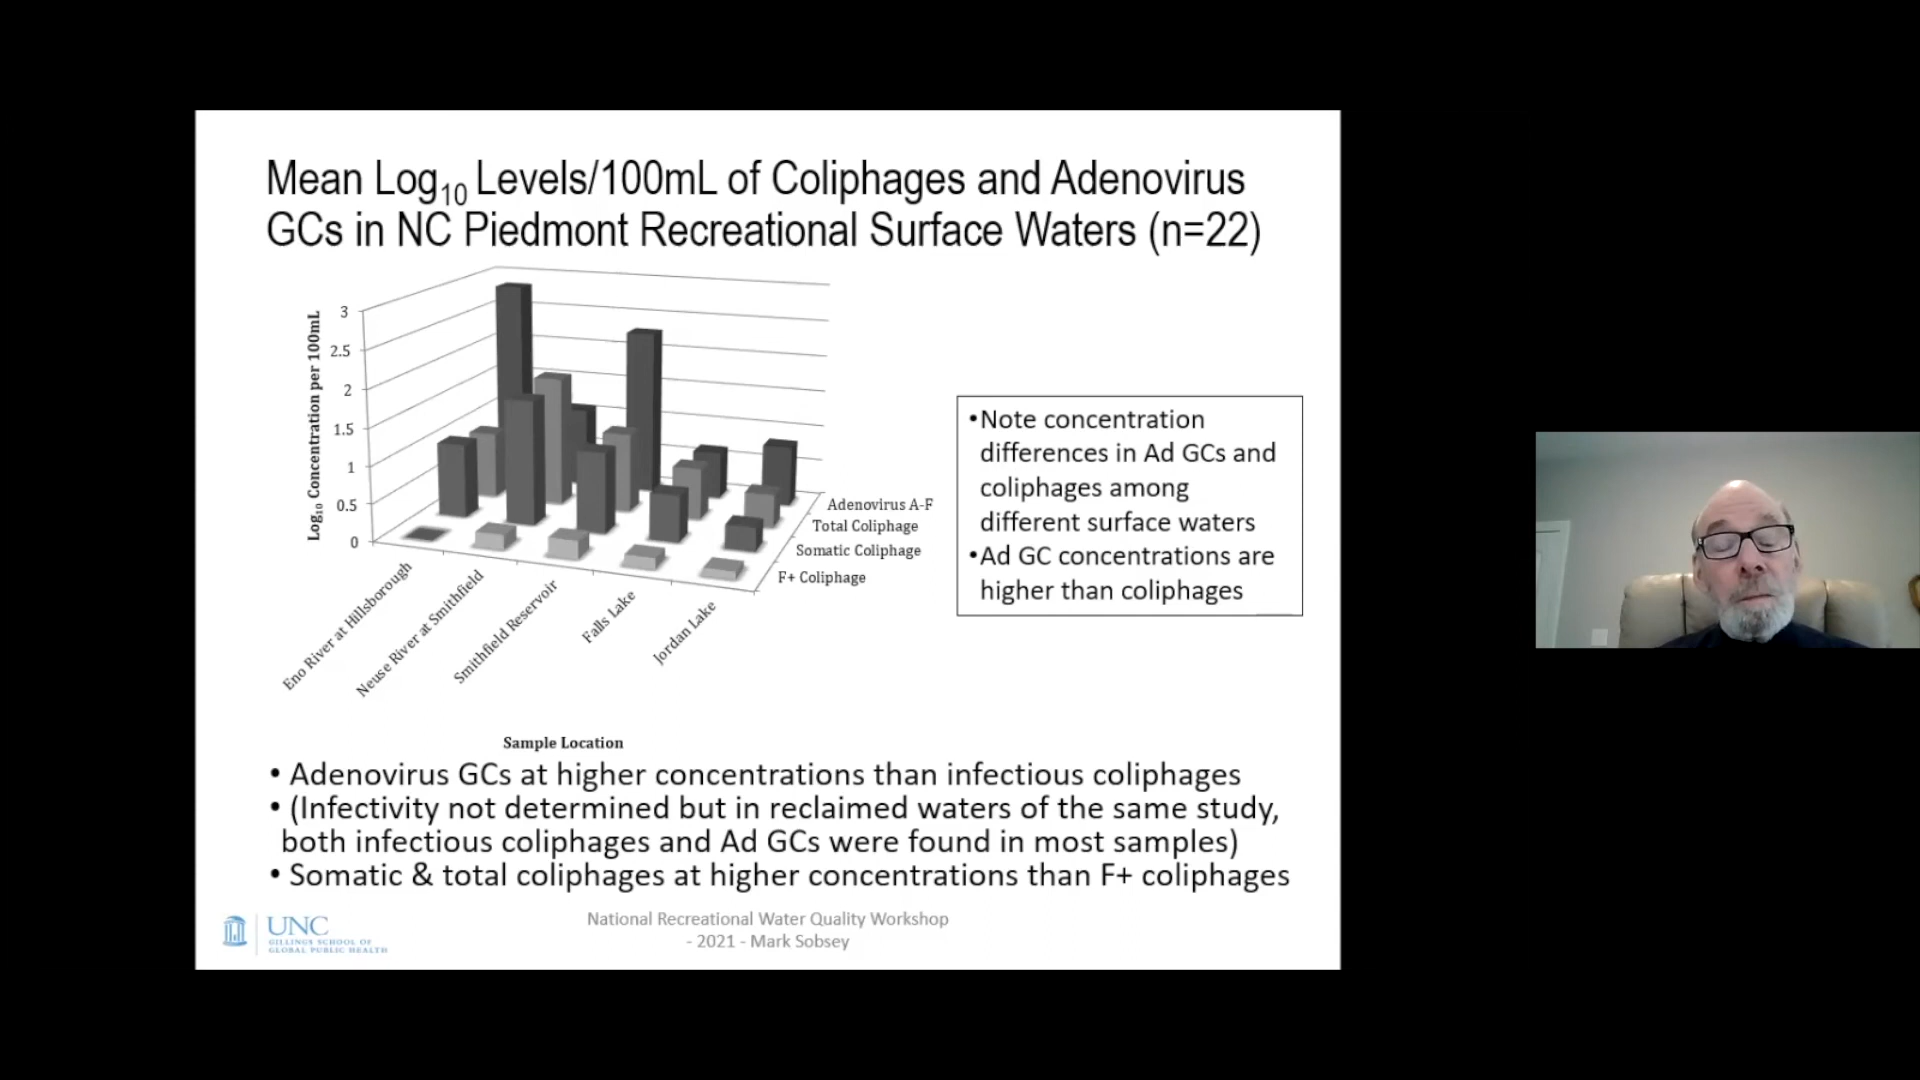 Mean Log10 Levels/100mL of Coliphages and Adenovirus
GCs in NC Piedmont Recreational Surface Waters (n=22)
Log10 Concentration per 100mL
3
2.5
2
1.5
1
0.5
0
Adenovirus A-F
Total Coliphage
Somatic Coliphage
F+ Coliphage
Eno River at Hillsborough
Neuse River at Smithfield
Smithfield Reservoir
Falls Lake
Jordan Lake
Sample Location
•Note concentration
differences in Ad GCs and
coliphages among
different surface waters
•Ad GC concentrations are
higher than coliphages
• Adenovirus GCs at higher concentrations than infectious coliphages
• (Infectivity not determined but in reclaimed waters of the same study,
both infectious coliphages and Ad GCs were found in most samples)
• Somatic & total coliphages at higher concentrations than F+ coliphages
UNC
GILLINGS SCHOOL OF
GLOBAL PUBLIC HEALTH
National Recreational Water Quality Workshop
- 2021 - Mark Sobsey